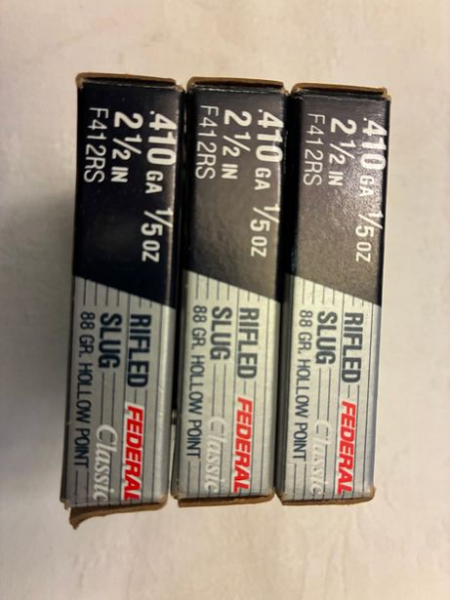 .410 GA 1/5 OZ
2 1/2 IN
F412RS
RIFLED
SLUG
88 GR. HOLLOW POINT
FEDERAL
Classic
.410 GA 1/5 OZ
2 1/2 IN
F412RS
RIFLED
SLUG
88 GR. HOLLOW POINT
FEDERAL
Classic
.410 GA 1/5 OZ
2 1/2 IN
F412RS
RIFLED
SLUG
88 GR. HOLLOW POINT
FEDERAL
Classic